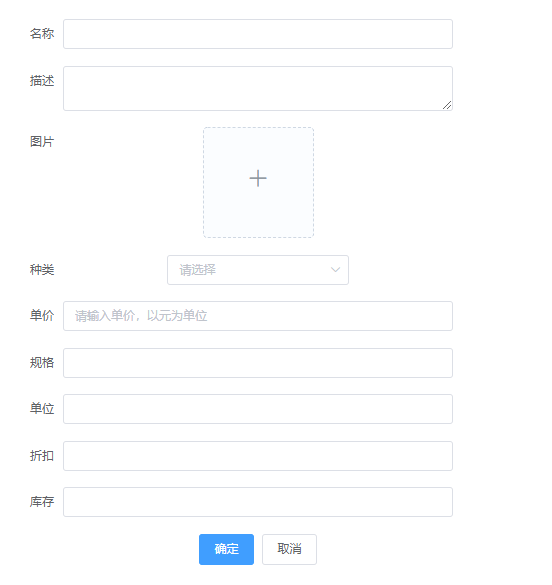 名称
描述
图片
种类 请选择
单价 请输入单价，以元为单位
规格
单位
折扣
库存
确定 取消